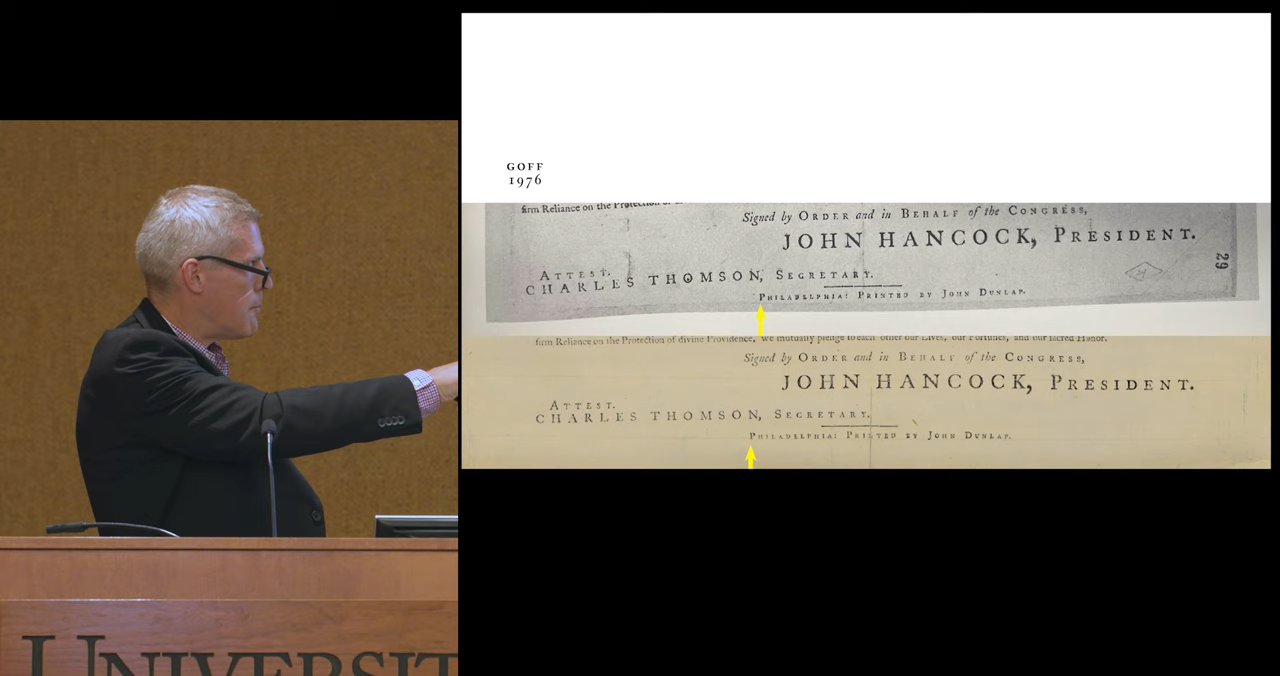 GOFF
1976
firm Reliance on the Protection of
Signed by ORDER and in BEHALF of the CONGRESS,
JOHN HANCOCK, PRESIDENT.
ATTEST.
CHARLES THOMSON, SECRETARY.
PHILADELPHIA: PRINTED BY JOHN DUNLAP.
29
firm Reliance on the Protection of divine Providence, we mutually pledge to each other our Lives, our Fortunes, and our sacred Honor.
Signed by ORDER and in BEHALF of the CONGRESS,
JOHN HANCOCK, PRESIDENT.
ATTEST.
CHARLES THOMSON, SECRETARY.
PHILADELPHIA: PRINTED BY JOHN DUNLAP.
UNIVERSIT